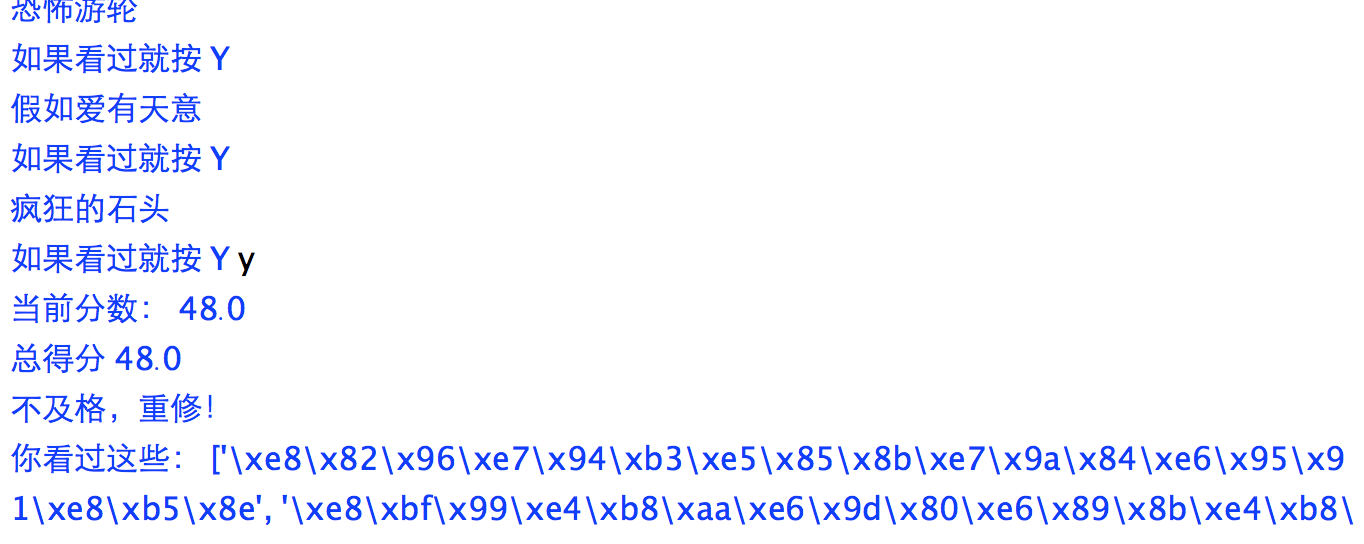 恐怖游轮
如果看过就按 Y
假如爱有天意
如果看过就按 Y
疯狂的石头
如果看过就按 Y y
当前分数： 48.0
总得分 48.0
不及格，重修！
你看过这些： ['\xe8\x82\x96\xe7\x94\xb3\xe5\x85\x8b\xe7\x9a\x84\xe6\x95\x9
1\xe8\xb5\x8e', '\xe8\xbf\x99\xe4\xb8\xaa\xe6\x9d\x80\xe6\x89\x8b\xe4\xb8\